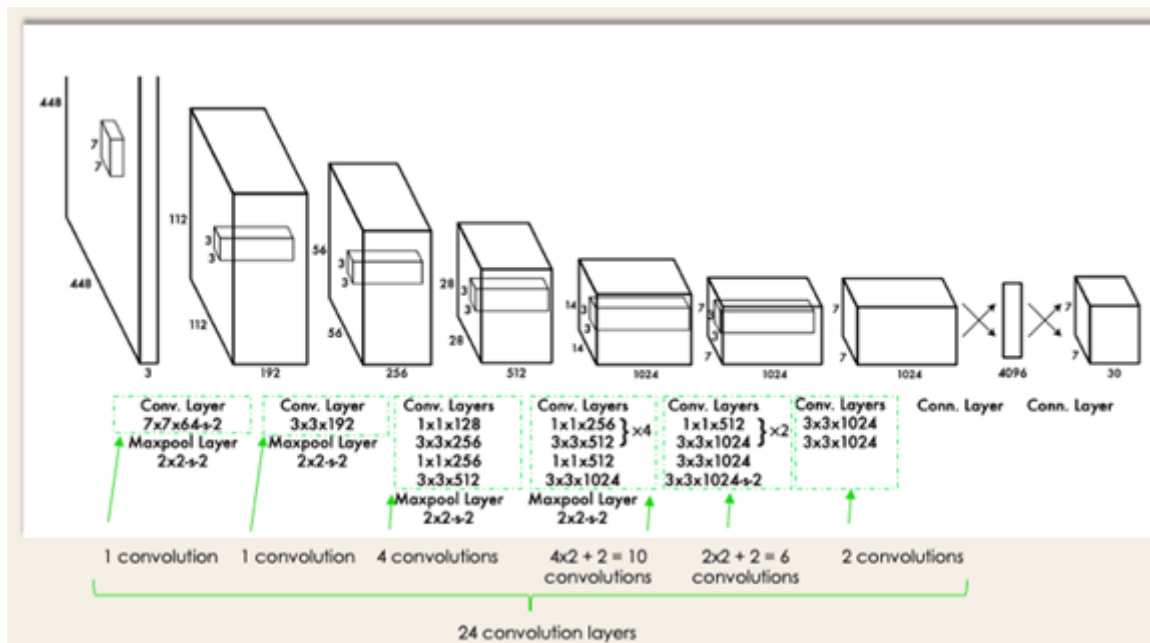 448
448
7
7
3
112
112
3
3
192
56
56
3
3
256
28
28
3
3
512
14
14
3
3
1024
7
7
3
3
1024
7
7
1024
4096
7
7
30
Conv. Layer
7x7x64-s-2
Maxpool Layer
2x2-s-2
Conv. Layer
3x3x192
Maxpool Layer
2x2-s-2
Conv. Layers
1x1x128
3x3x256
1x1x256
3x3x512
Maxpool Layer
2x2-s-2
Conv. Layers
1x1x256
3x3x512
}×4
1x1x512
3x3x1024
Maxpool Layer
2x2-s-2
Conv. Layers
1x1x512
3x3x1024
}×2
3x3x1024
3x3x1024-s-2
Conv. Layers
3x3x1024
3x3x1024
Conn. Layer
Conn. Layer
1 convolution
1 convolution
4 convolutions
4x2 + 2 = 10
convolutions
2x2 + 2 = 6
convolutions
2 convolutions
24 convolution layers